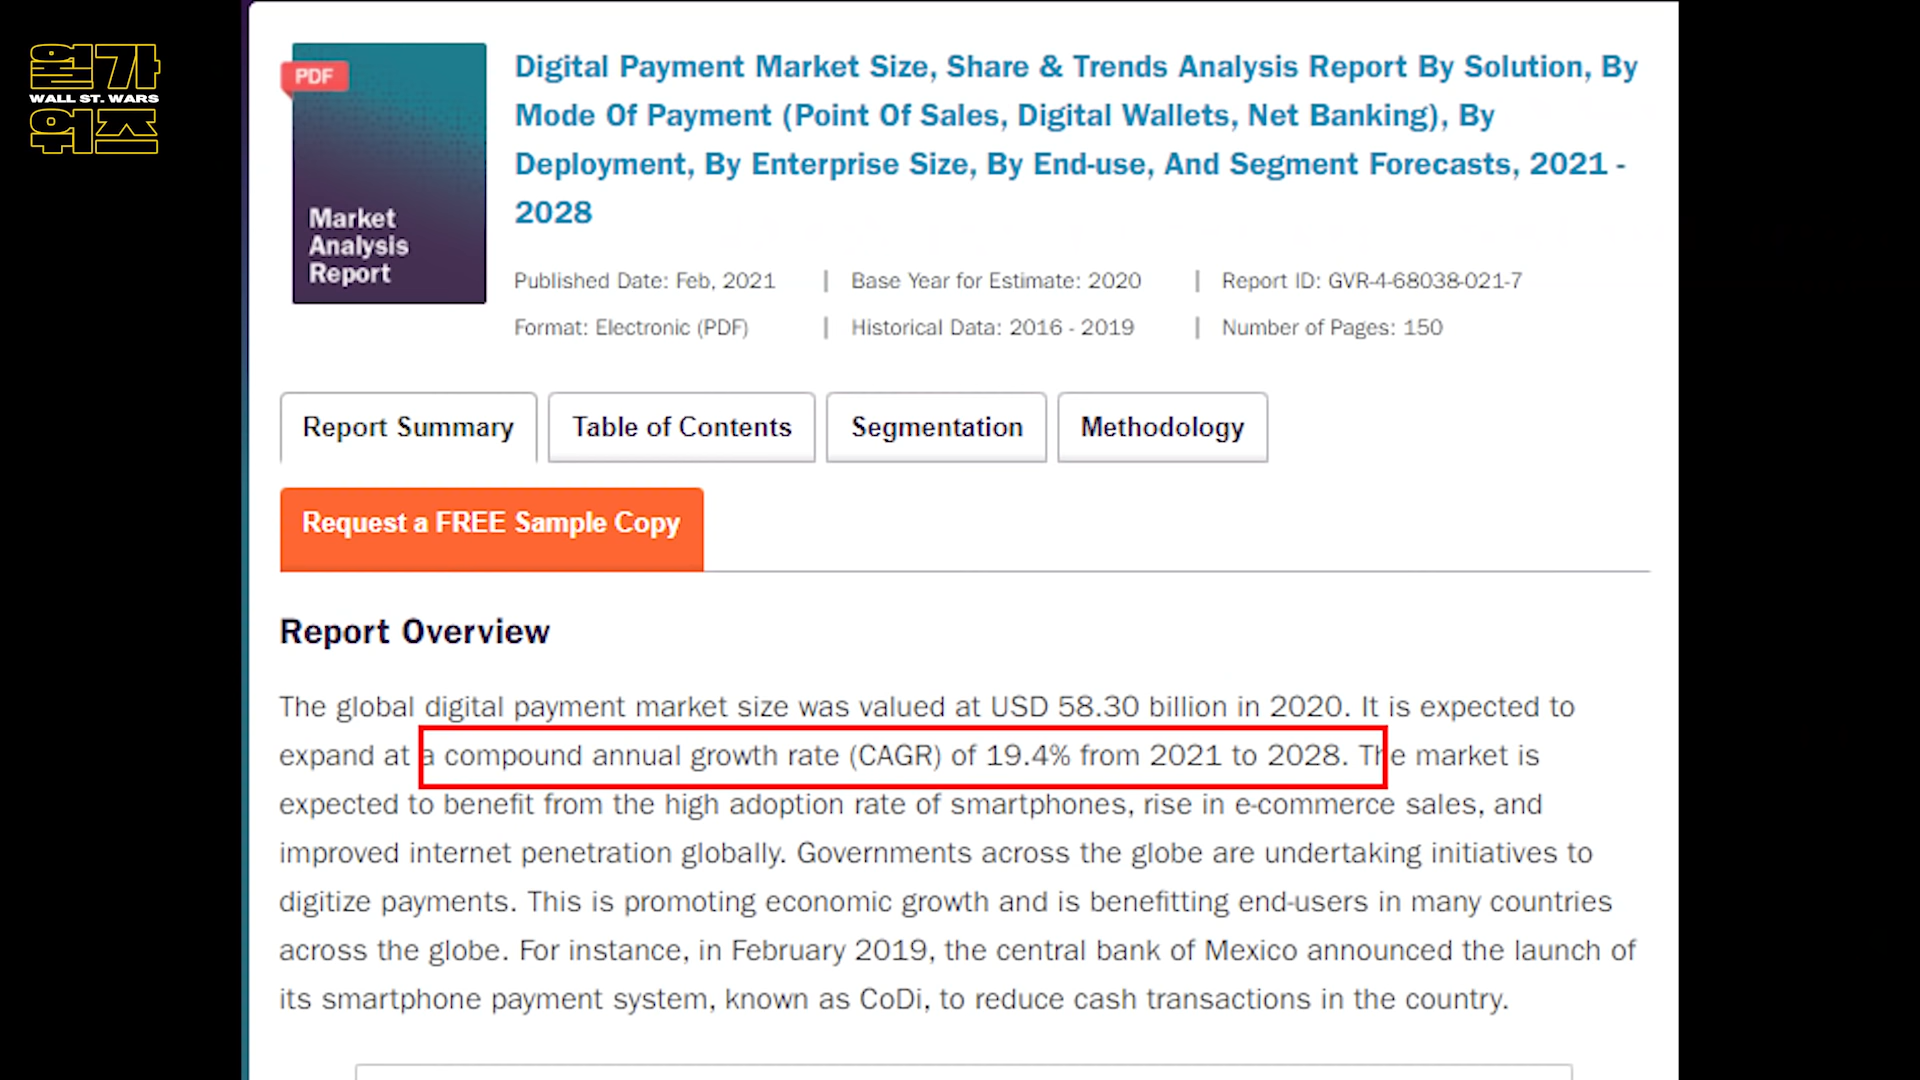 월가
WALL ST. WARS
워즈
PDF
Market
Analysis
Report
Digital Payment Market Size, Share & Trends Analysis Report By Solution, By
Mode Of Payment (Point Of Sales, Digital Wallets, Net Banking), By
Deployment, By Enterprise Size, By End-use, And Segment Forecasts, 2021 -
2028
Published Date: Feb, 2021 | Base Year for Estimate: 2020 | Report ID: GVR-4-68038-021-7
Format: Electronic (PDF) | Historical Data: 2016 - 2019 | Number of Pages: 150
Report Summary Table of Contents Segmentation Methodology
Request a FREE Sample Copy
Report Overview
The global digital payment market size was valued at USD 58.30 billion in 2020. It is expected to
expand at a compound annual growth rate (CAGR) of 19.4% from 2021 to 2028. The market is
expected to benefit from the high adoption rate of smartphones, rise in e-commerce sales, and
improved internet penetration globally. Governments across the globe are undertaking initiatives to
digitize payments. This is promoting economic growth and is benefitting end-users in many countries
across the globe. For instance, in February 2019, the central bank of Mexico announced the launch of
its smartphone payment system, known as CoDi, to reduce cash transactions in the country.